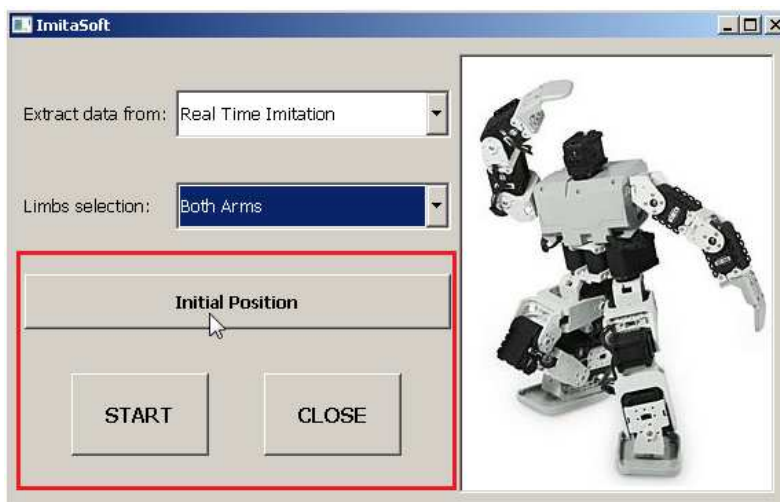 ImitaSoft
Extract data from: Real Time Imitation
Limbs selection: Both Arms
Initial Position
START CLOSE